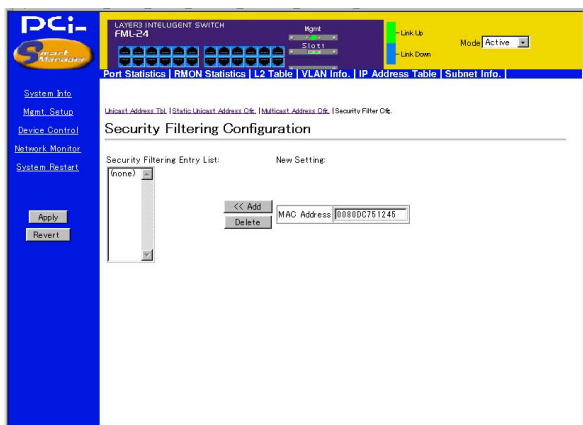 PCi-
Smart
Manager
LAYER3 INTELLIGENT SWITCH
FML-24
Mgmt
Slot1
Link Up
Link Down
Mode Active
Port Statistics | RMON Statistics | L2 Table | VLAN Info. | IP Address Table | Subnet Info. |
System Info
Mgmt. Setup
Device Control
Network Monitor
System Restart
Apply
Revert
Unicast Address Tbl. | Static Unicast Address Cfg. | Multicast Address Cfg. | Security Filter Cfg.
Security Filtering Configuration
Security Filtering Entry List:
New Setting:
(none)
<< Add
Delete
MAC Address 0080DC751245